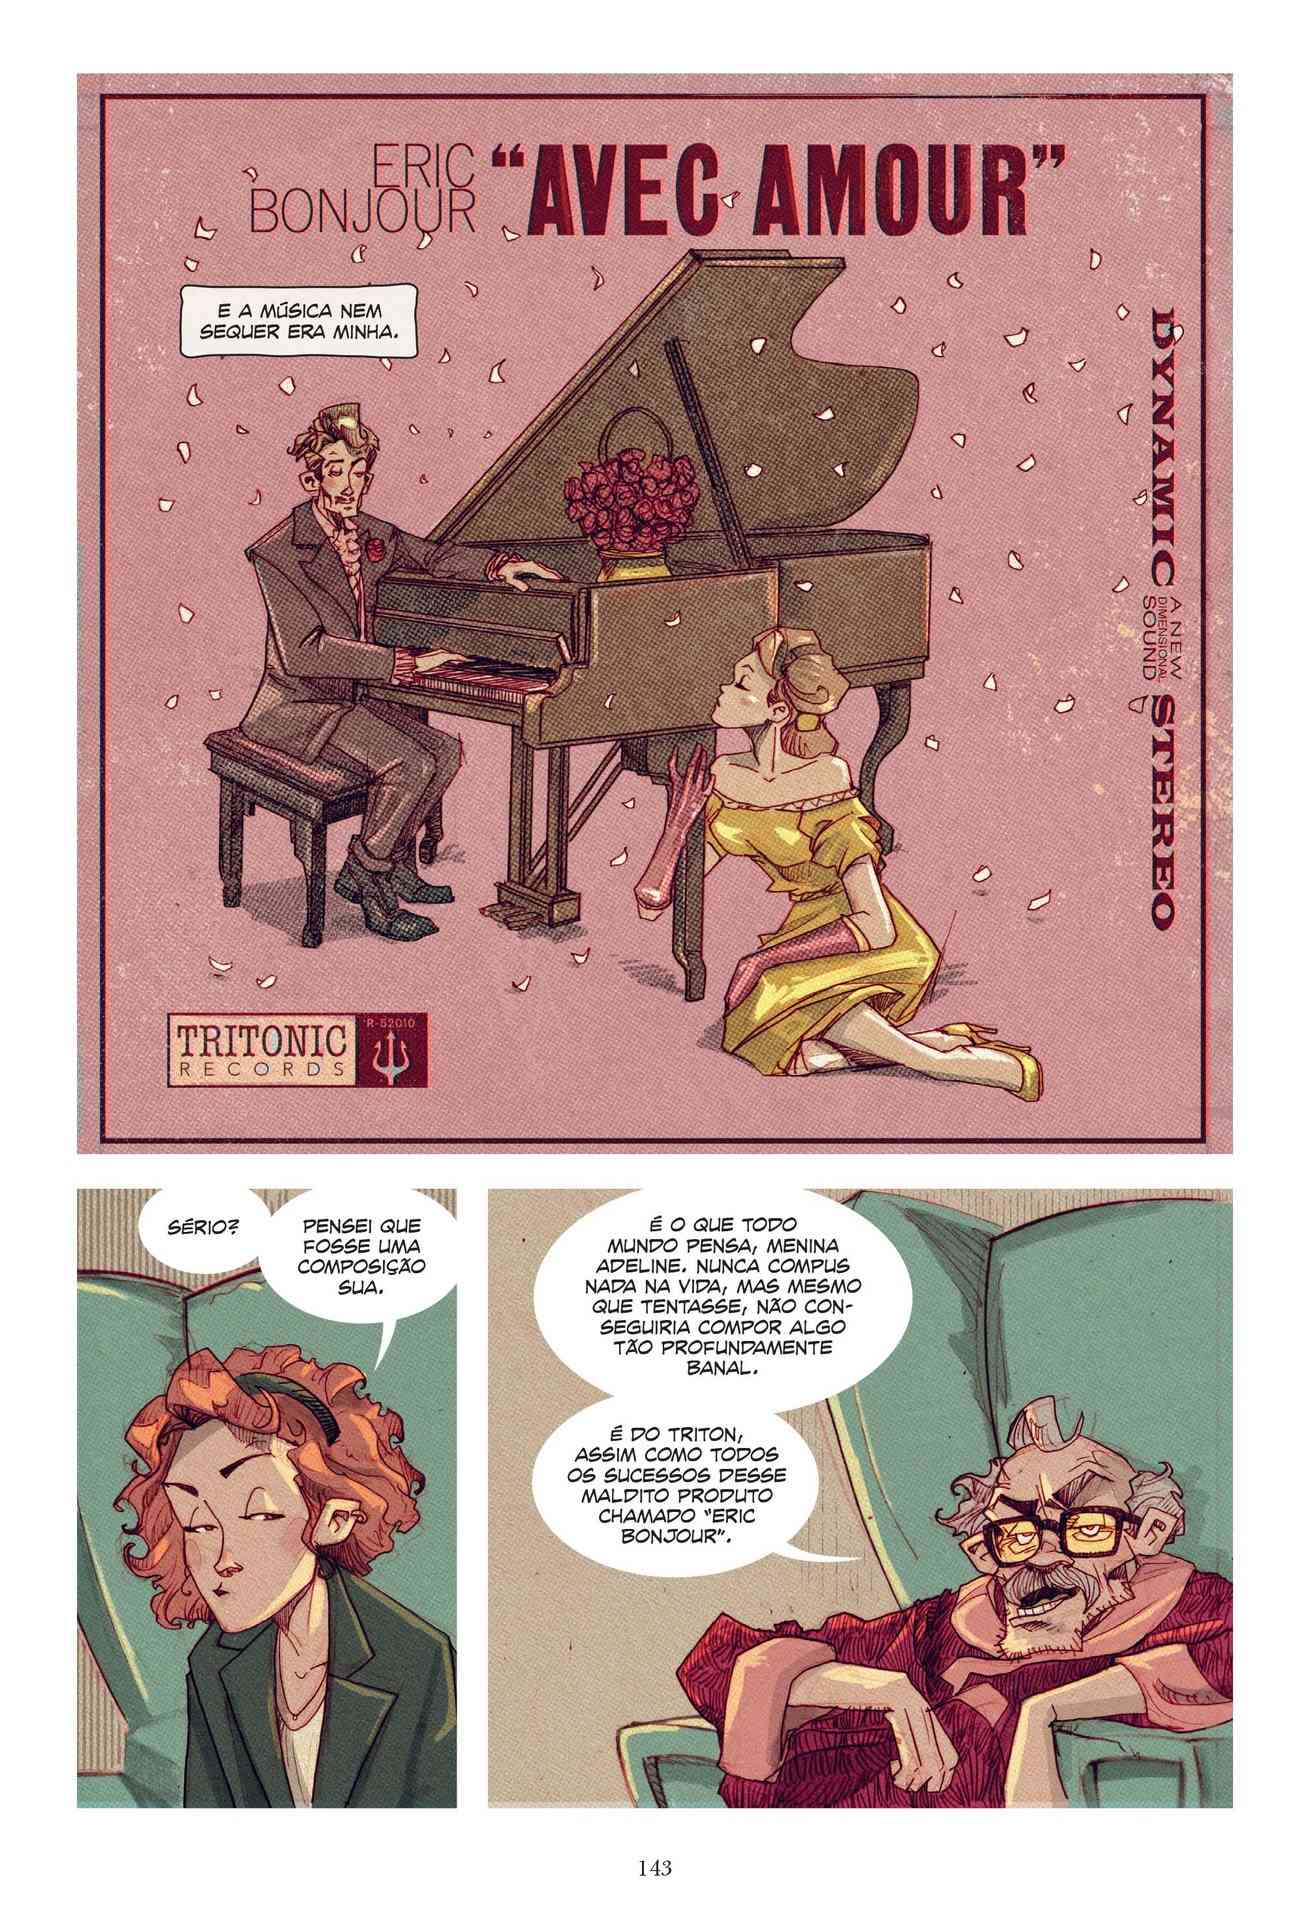 ERIC
BONJOUR
"AVEC AMOUR"
E A MÚSICA NEM
SEQUER ERA MINHA.
DYNAMIC
A NEW
DIMENSIONAL
SOUND
STEREO
TRITONIC
RECORDS
R-52010
SÉRIO?
PENSEI QUE
FOSSE UMA
COMPOSIÇÃO
SUA.
É O QUE TODO
MUNDO PENSA, MENINA
ADELINE. NUNCA COMPUS
NADA NA VIDA, MAS MESMO
QUE TENTASSE, NÃO CON-
SEGUIRIA COMPOR ALGO
TÃO PROFUNDAMENTE
BANAL.
É DO TRITON,
ASSIM COMO TODOS
OS SUCESSOS DESSE
MALDITO PRODUTO
CHAMADO "ERIC
BONJOUR".
143